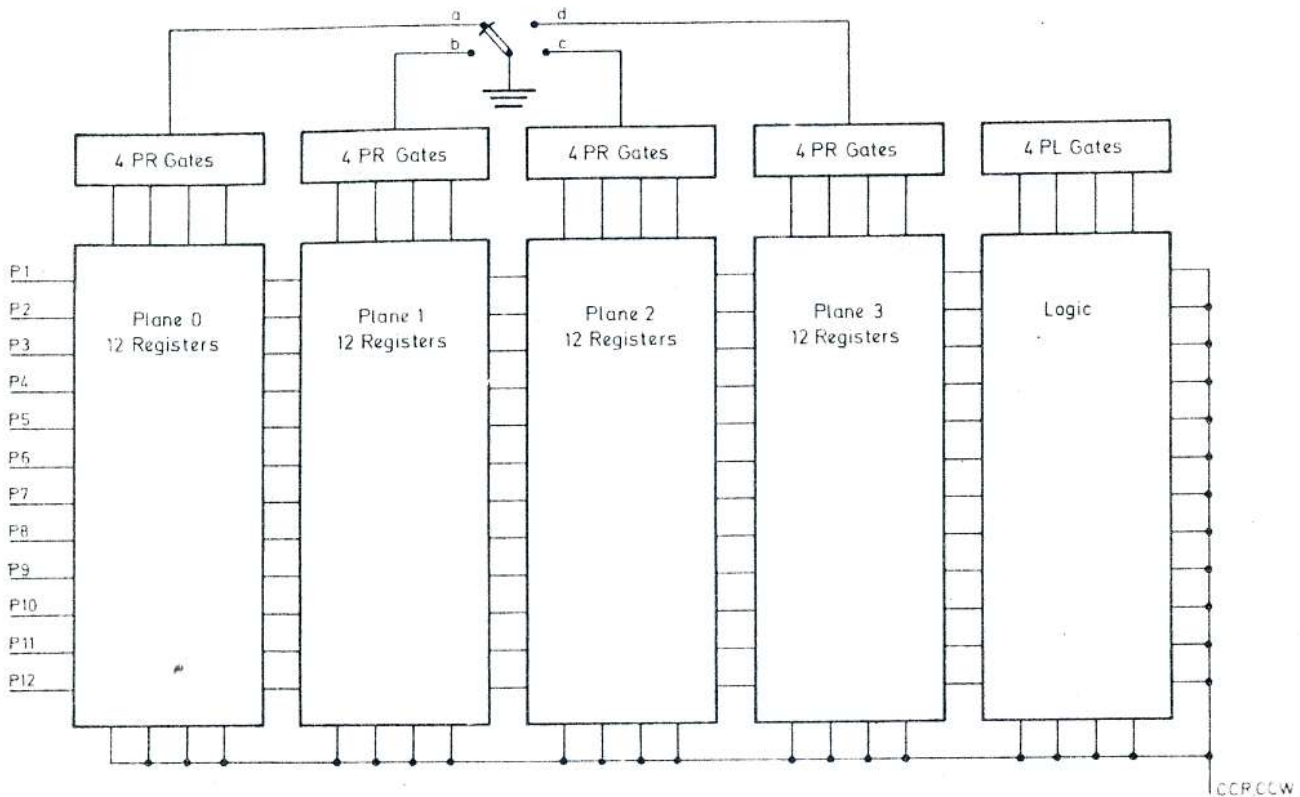 a
d
b
c
4 PR Gates
4 PR Gates
4 PR Gates
4 PR Gates
4 PL Gates
P1
P2
P3
P4
P5
P6
P7
P8
P9
P10
P11
P12
Plane 0
12 Registers
Plane 1
12 Registers
Plane 2
12 Registers
Plane 3
12 Registers
Logic
CCR,CCW